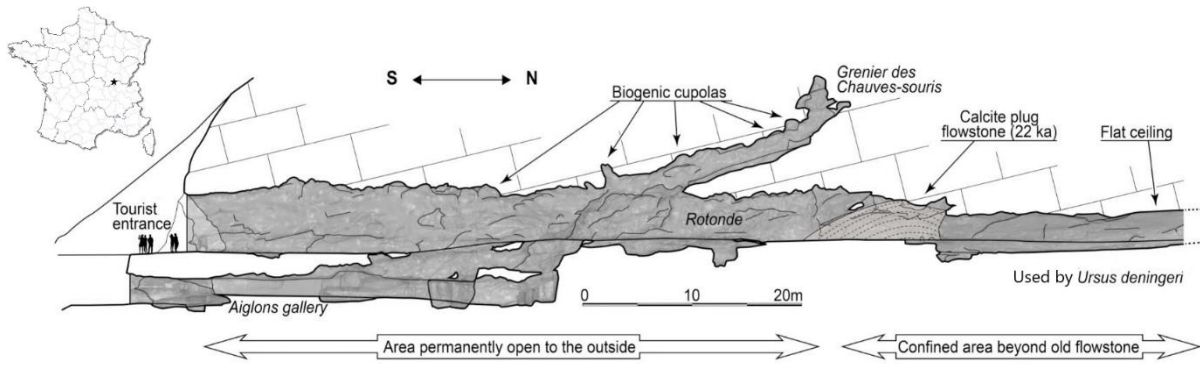 S N
Grenier des
Chauves-souris
Biogenic cupolas
Calcite plug
flowstone (22 ka)
Flat ceiling
Tourist
entrance
Rotonde
Used by Ursus deningeri
Aiglons gallery
0 10 20m
Area permanently open to the outside
Confined area beyond old flowstone